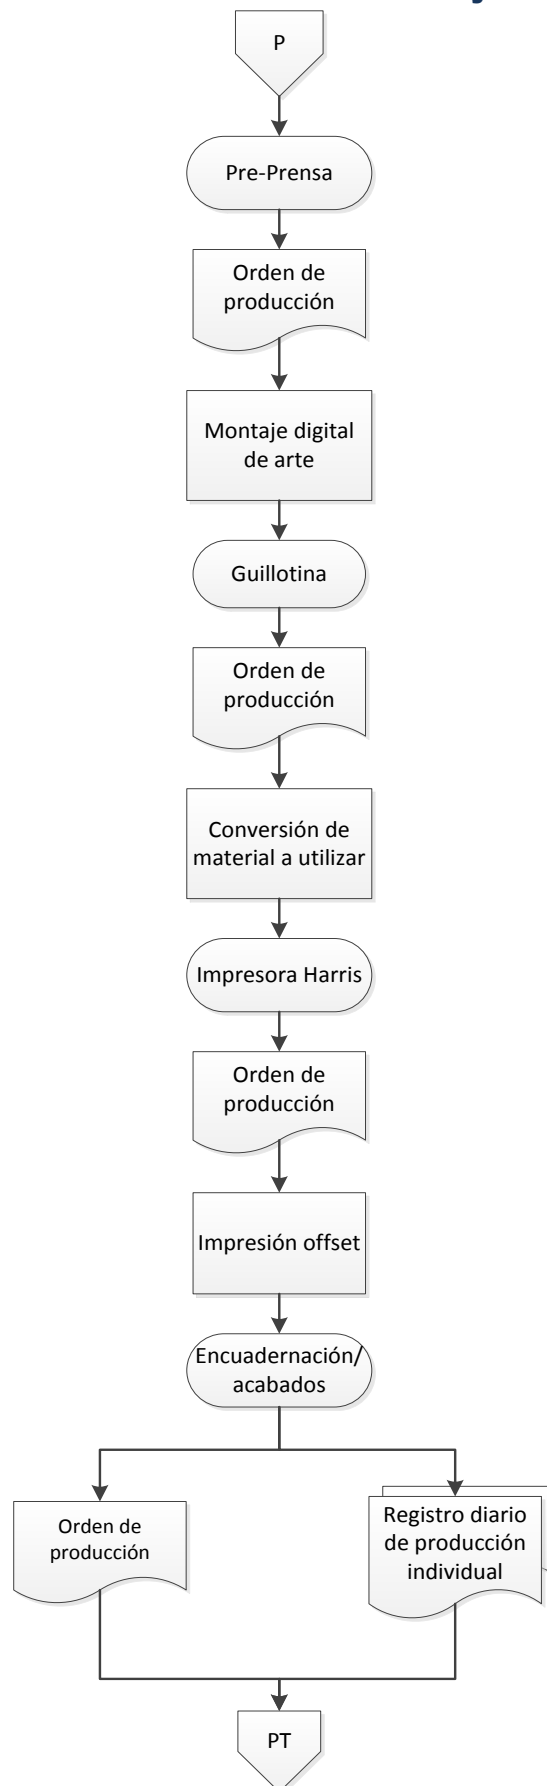 P
Pre-Prensa
Orden de
producción
Montaje digital
de arte
Guillotina
Orden de
producción
Conversión de
material a utilizar
Impresora Harris
Orden de
producción
Impresión offset
Encuadernación/
acabados
Orden de
producción
Registro diario
de producción
individual
PT